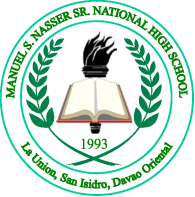 MANUEL S. NASSER SR. NATIONAL HIGH SCHOOL
1993
La Union, San Isidro, Davao Oriental